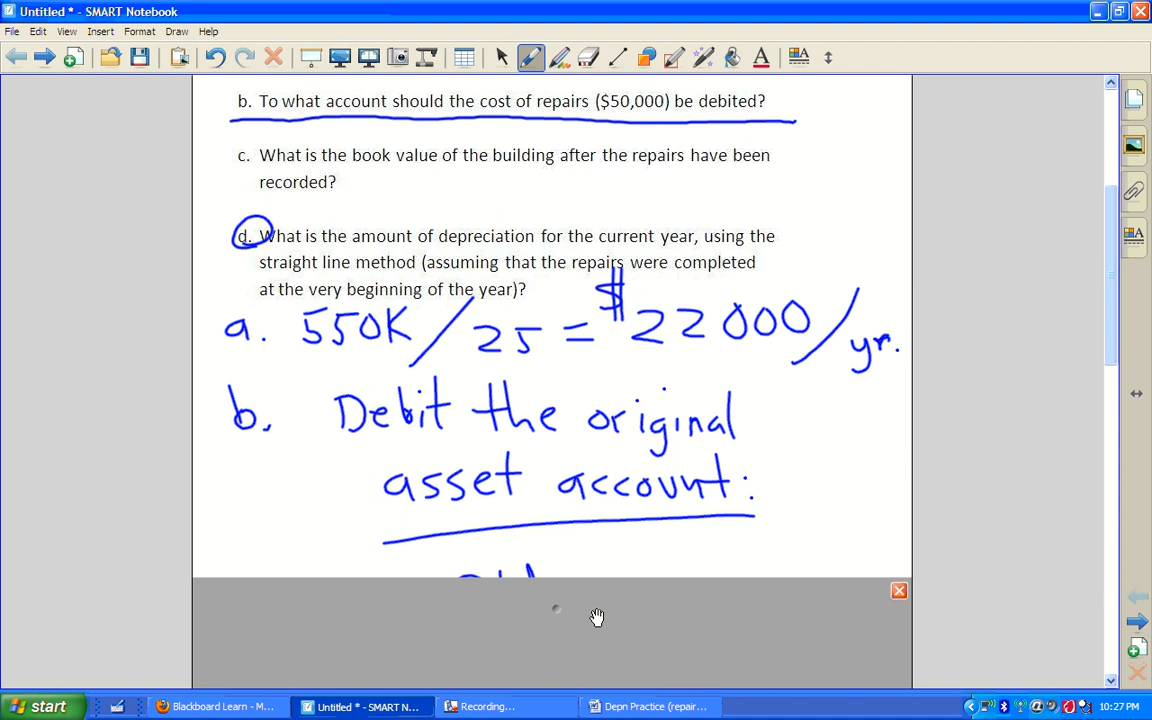 Untitled * - SMART Notebook
File Edit View Insert Format Draw Help
b. To what account should the cost of repairs ($50,000) be debited?
c. What is the book value of the building after the repairs have been
recorded?
d. What is the amount of depreciation for the current year, using the
straight line method (assuming that the repairs were completed
at the very beginning of the year)?
a. 550K / 25 = $22000/yr.
b. Debit the original
asset account:
start Blackboard Learn - M... Untitled * - SMART N... Recording... Depn Practice (repair... 10:27 PM